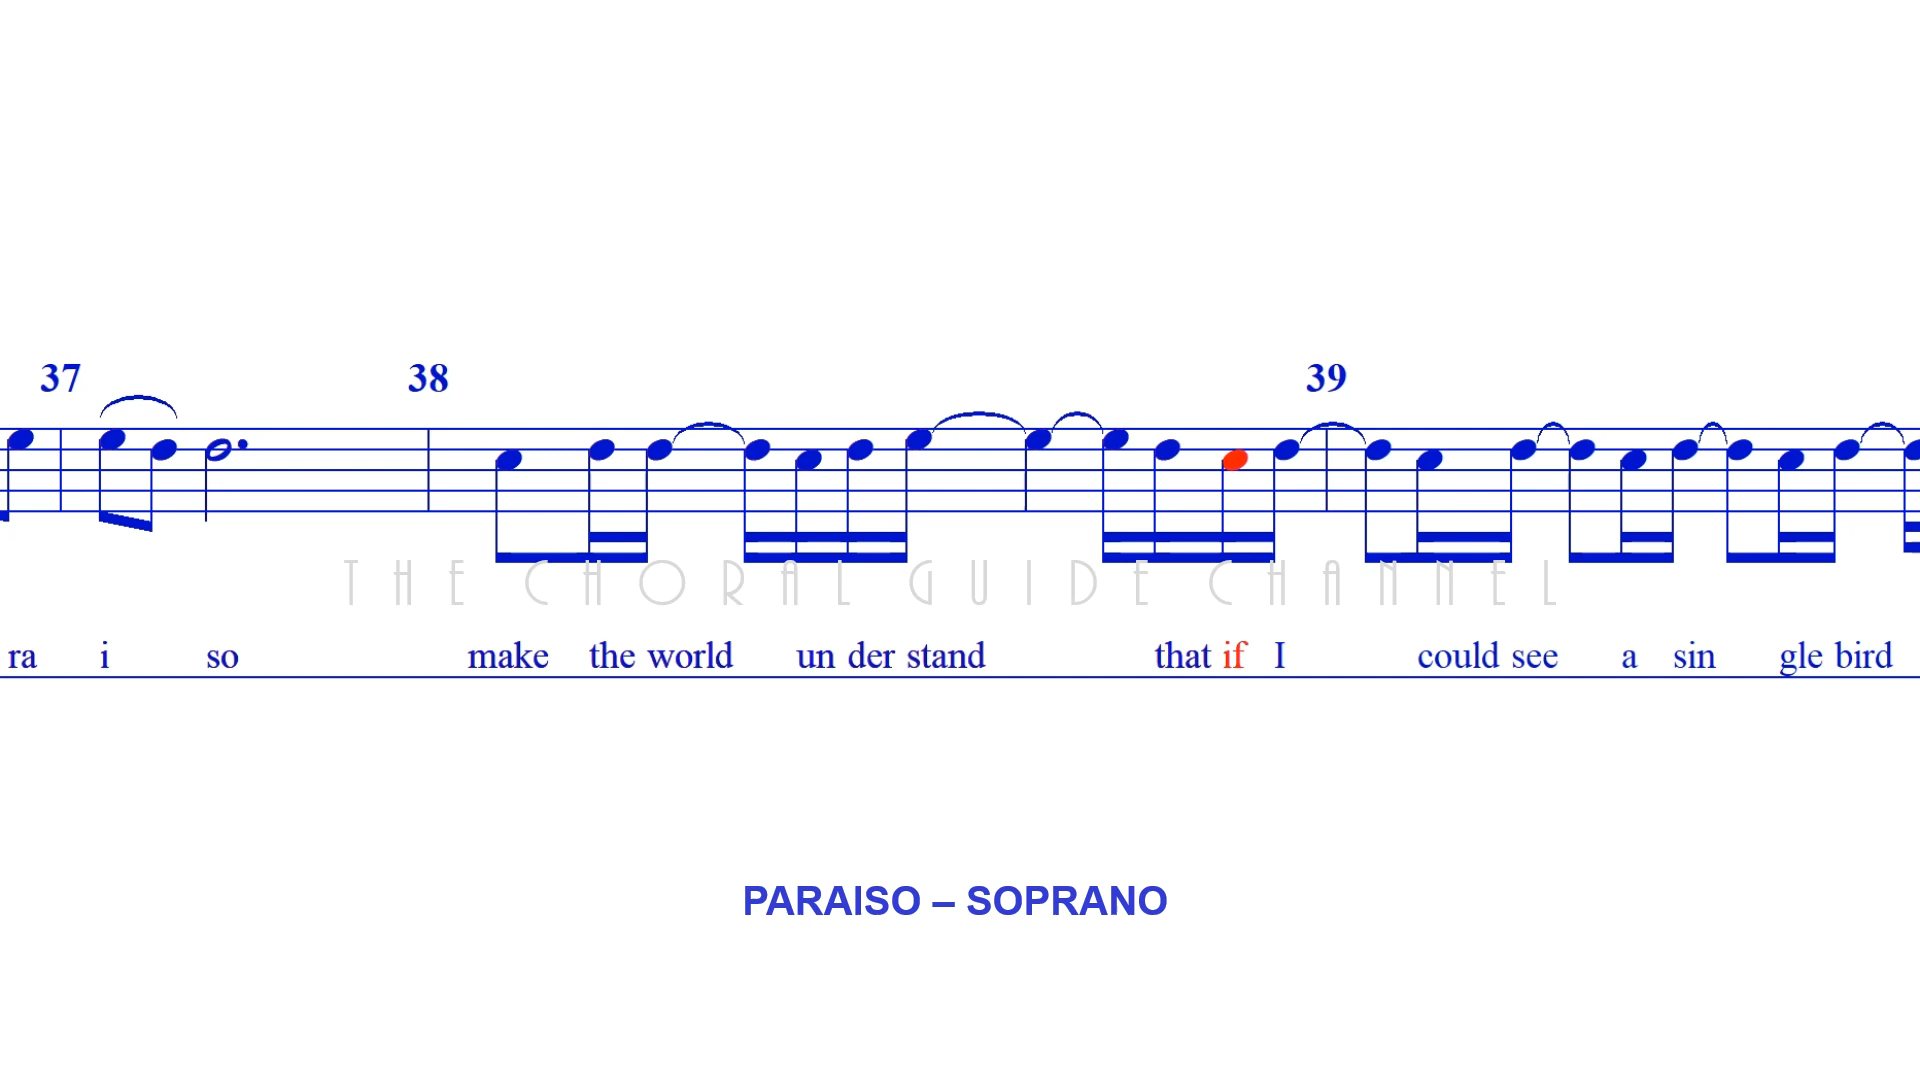 37 38 39
THE CHORAL GUIDE CHANNEL
ra i so make the world un der stand that if I could see a sin gle bird
PARAISO – SOPRANO